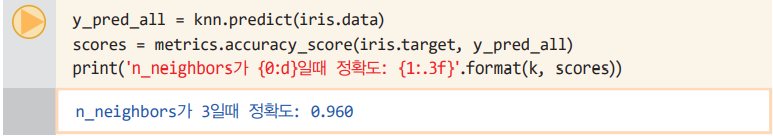 y_pred_all = knn.predict(iris.data)
scores = metrics.accuracy_score(iris.target, y_pred_all)
print('n_neighbors가 {0:d}일때 정확도: {1:.3f}'.format(k, scores))
n_neighbors가 3일때 정확도: 0.960